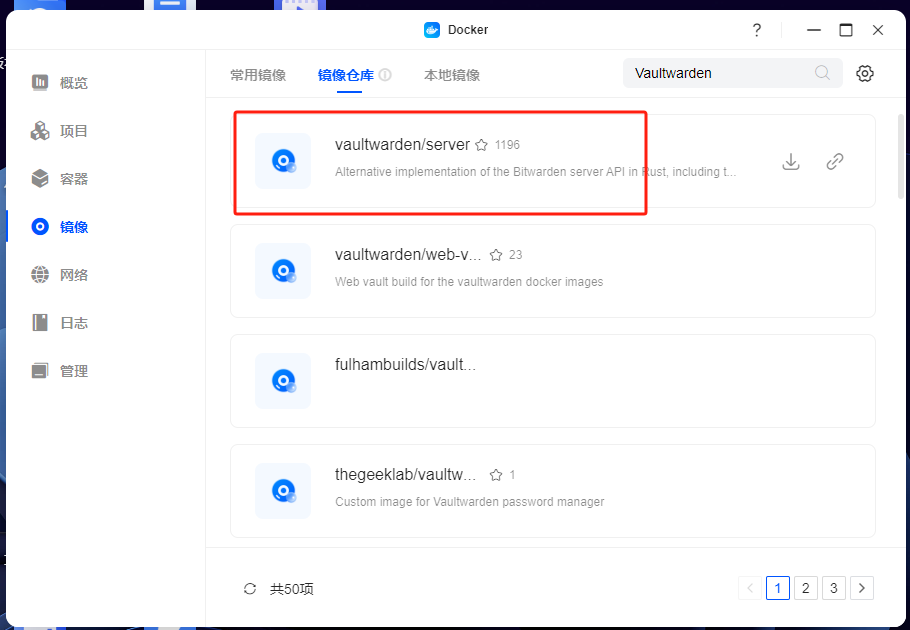 Docker
?
概览
项目
容器
镜像
网络
日志
管理
常用镜像 镜像仓库 本地镜像
Vaultwarden
vaultwarden/server 1196
Alternative implementation of the Bitwarden server API in Rust, including t...
vaultwarden/web-v... 23
Web vault build for the vaultwarden docker images
fulhambuilds/vault...
thegeeklab/vaultw... 1
Custom image for Vaultwarden password manager
共50项
1 2 3